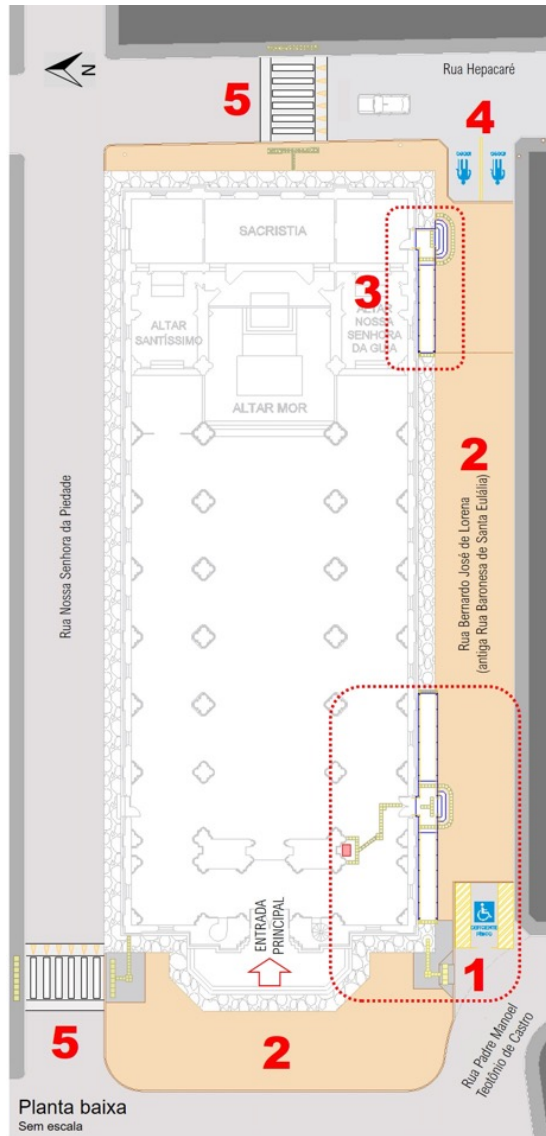 N
Rua Hepacaré
5
4
IDOSO
IDOSO
SACRISTIA
3
ALTAR
SANTÍSSIMO
ALTAR
NOSSA
SENHORA
DA GUIA
ALTAR MOR
2
Rua Nossa Senhora da Piedade
Rua Bernardo José de Lorena
(antiga Rua Baronesa de Santa Eulália)
ENTRADA
PRINCIPAL
1
5
2
Rua Padre Manoel
Teotônio de Castro
Planta baixa
Sem escala